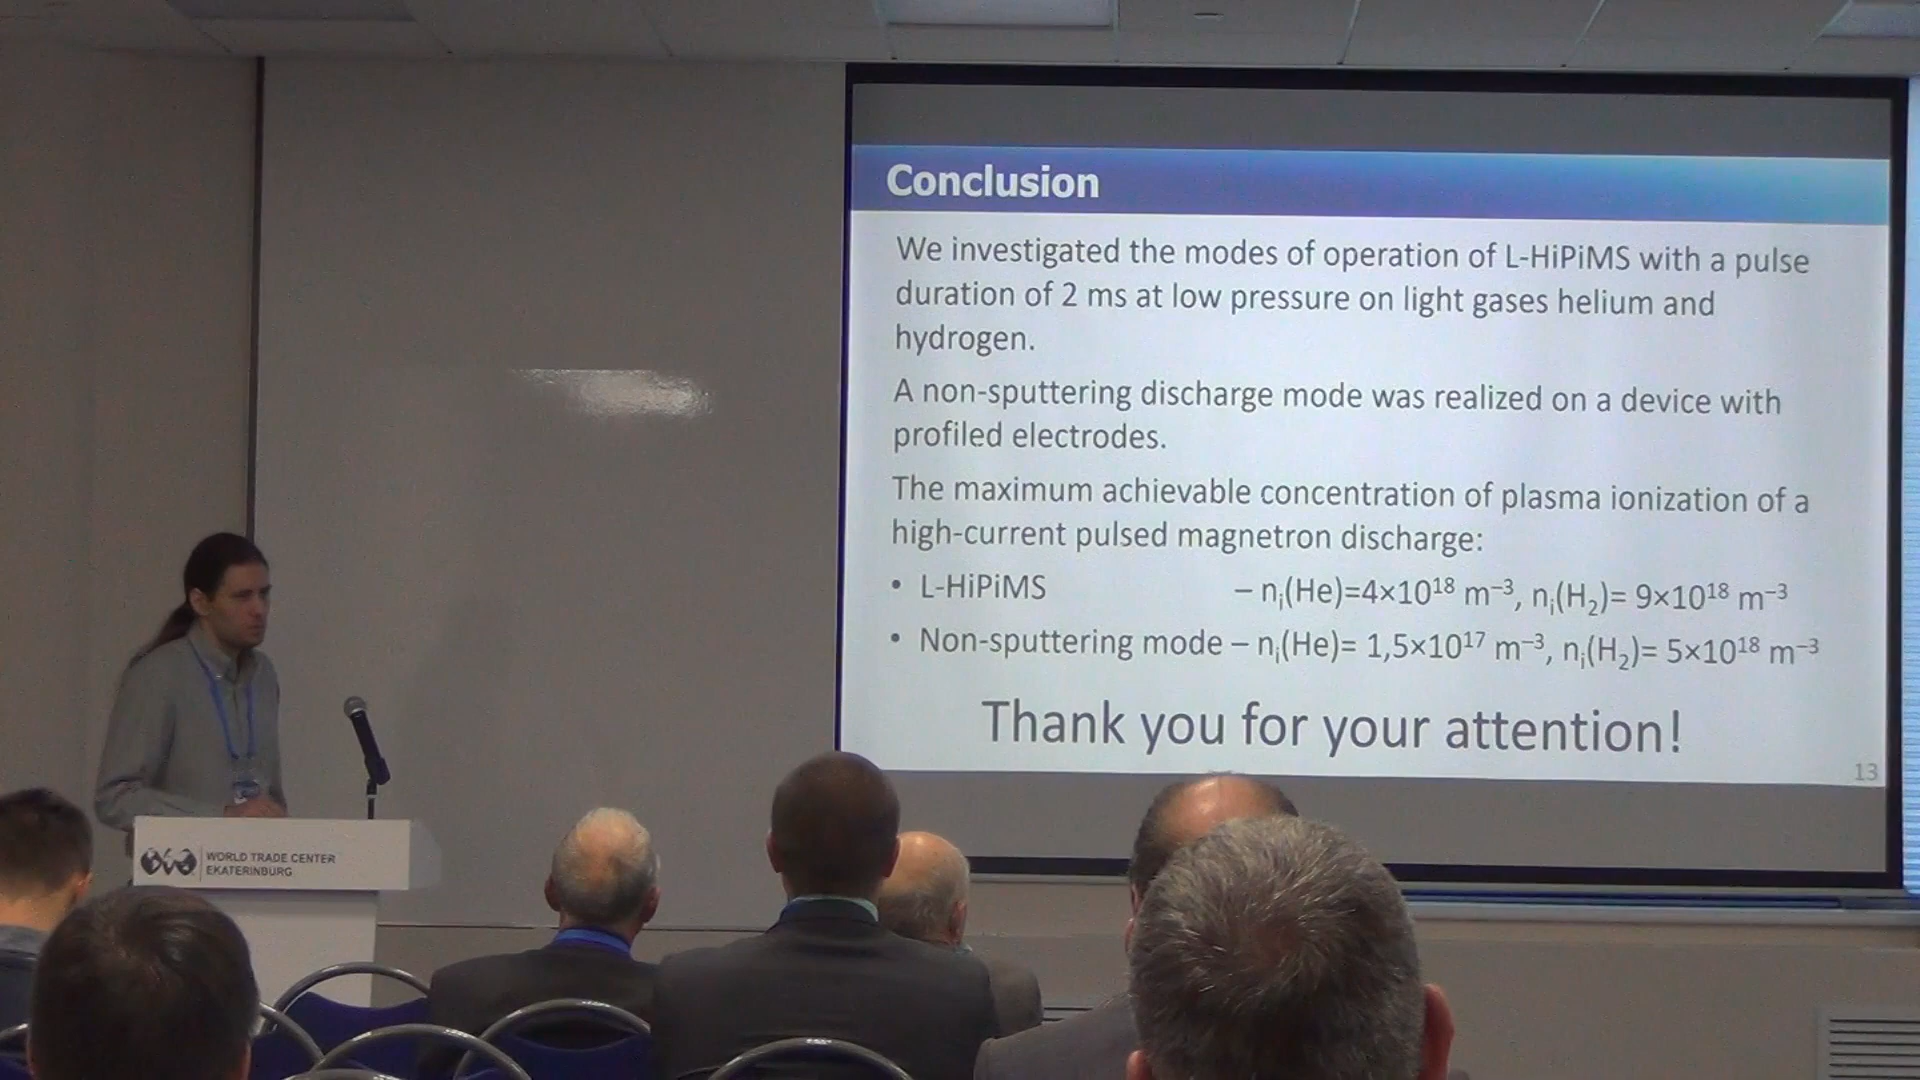 Conclusion
We investigated the modes of operation of L-HiPiMS with a pulse
duration of 2 ms at low pressure on light gases helium and
hydrogen.
A non-sputtering discharge mode was realized on a device with
profiled electrodes.
The maximum achievable concentration of plasma ionization of a
high-current pulsed magnetron discharge:
• L-HiPiMS – nᵢ(He)=4×10¹⁸ m⁻³, nᵢ(H₂)= 9×10¹⁸ m⁻³
• Non-sputtering mode – nᵢ(He)= 1,5×10¹⁷ m⁻³, nᵢ(H₂)= 5×10¹⁸ m⁻³
Thank you for your attention!
13
WORLD TRADE CENTER
EKATERINBURG